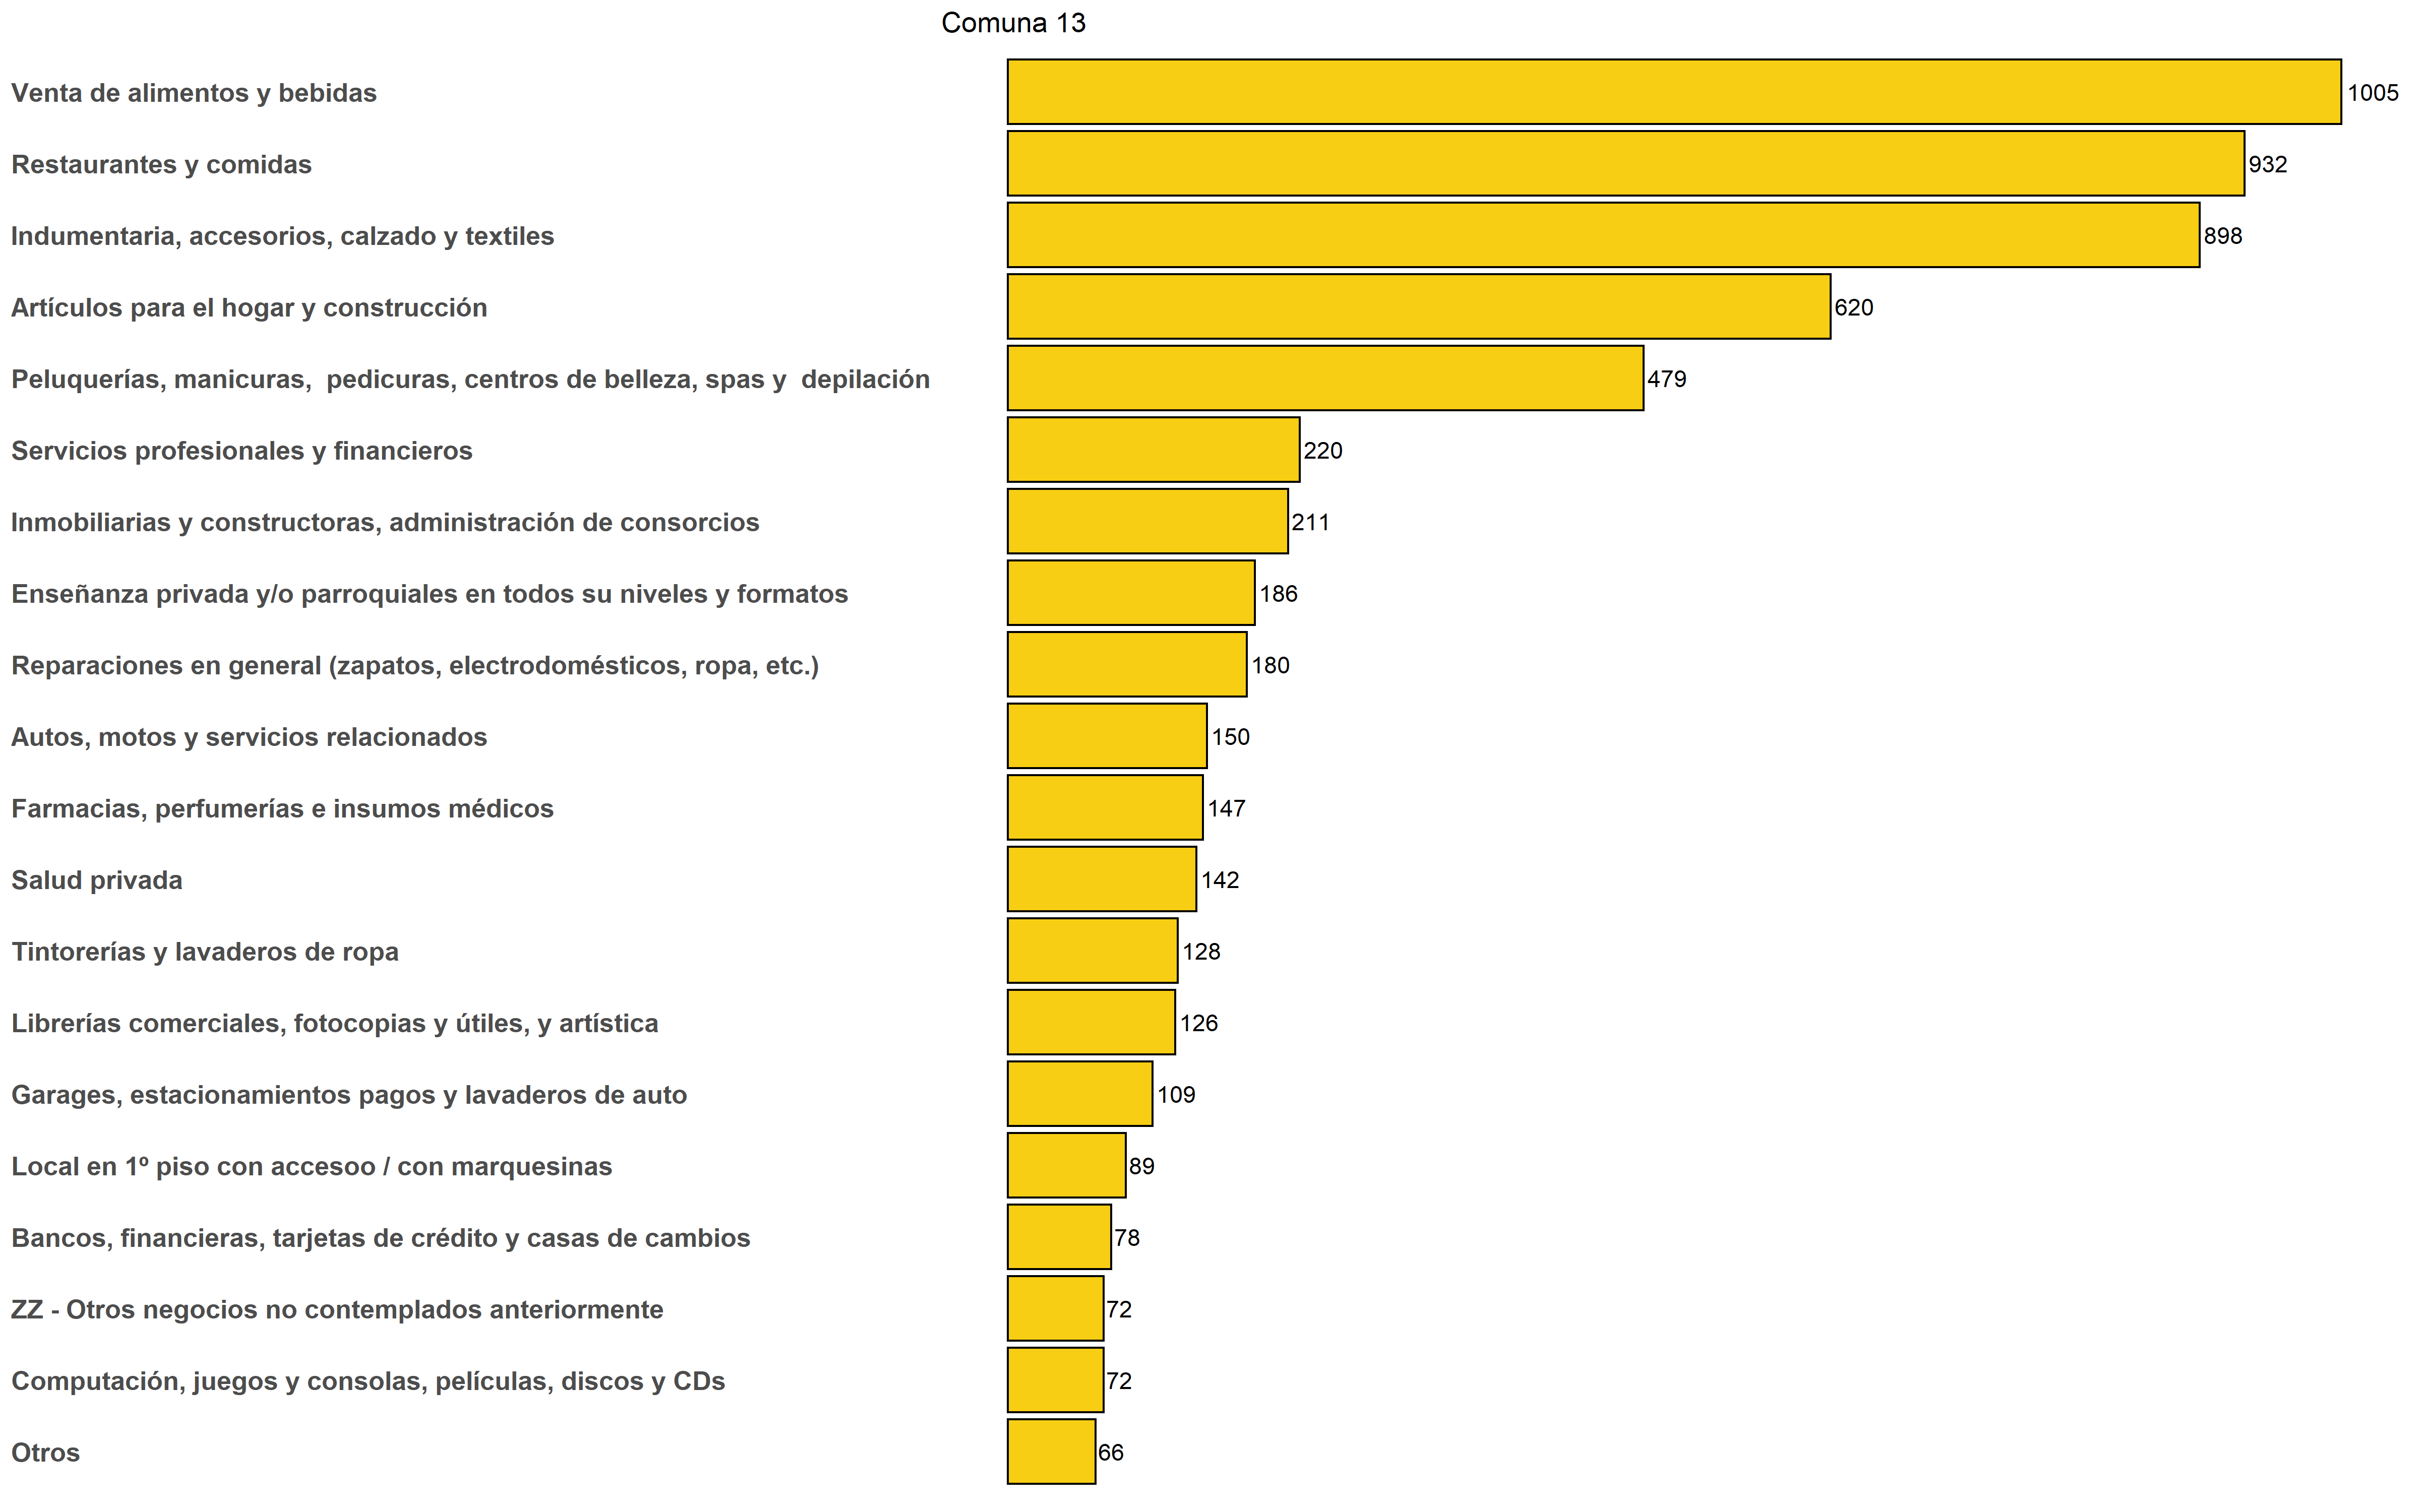 Comuna 13
Venta de alimentos y bebidas 1005
Restaurantes y comidas 932
Indumentaria, accesorios, calzado y textiles 898
Artículos para el hogar y construcción 620
Peluquerías, manicuras,  pedicuras, centros de belleza, spas y  depilación 479
Servicios profesionales y financieros 220
Inmobiliarias y constructoras, administración de consorcios 211
Enseñanza privada y/o parroquiales en todos su niveles y formatos 186
Reparaciones en general (zapatos, electrodomésticos, ropa, etc.) 180
Autos, motos y servicios relacionados 150
Farmacias, perfumerías e insumos médicos 147
Salud privada 142
Tintorerías y lavaderos de ropa 128
Librerías comerciales, fotocopias y útiles, y artística 126
Garages, estacionamientos pagos y lavaderos de auto 109
Local en 1º piso con accesoo / con marquesinas 89
Bancos, financieras, tarjetas de crédito y casas de cambios 78
ZZ - Otros negocios no contemplados anteriormente 72
Computación, juegos y consolas, películas, discos y CDs 72
Otros 66